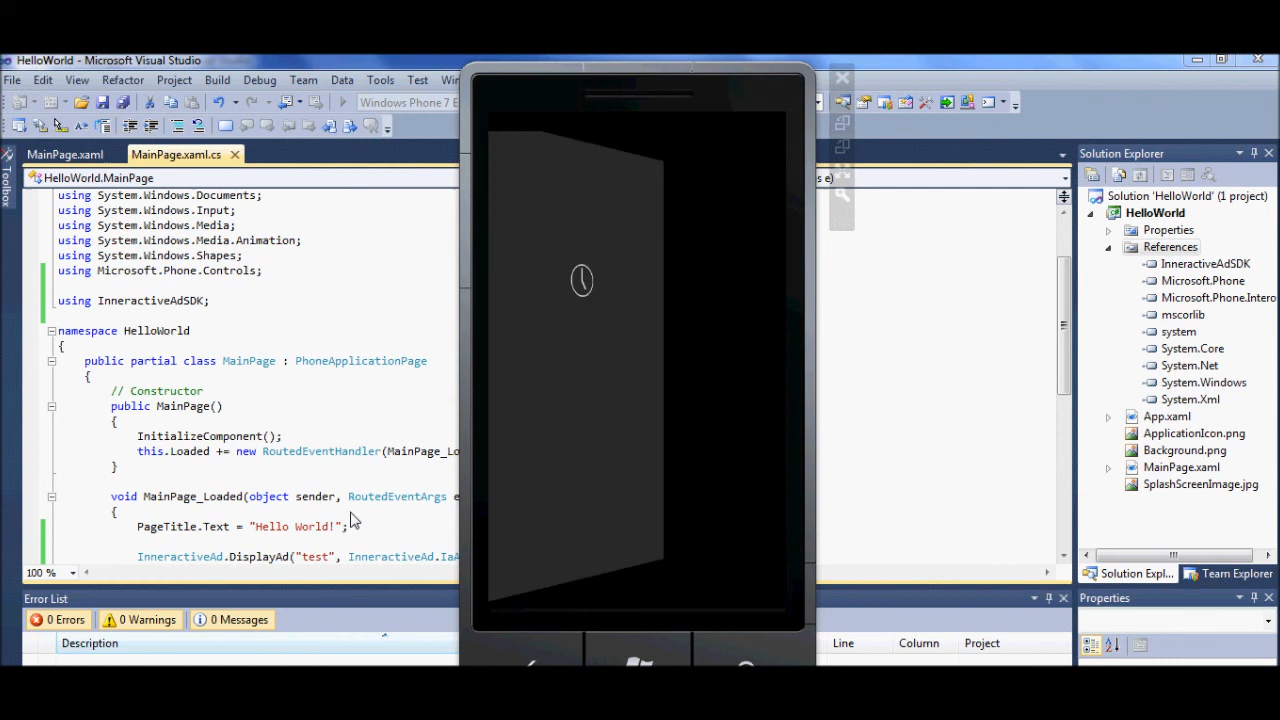 HelloWorld - Microsoft Visual Studio
File Edit View Refactor Project Build Debug Team Data Tools Test
Windows Phone 7 E
MainPage.xaml MainPage.xaml.cs
HelloWorld.MainPage
s e)
using System.Windows.Documents;
using System.Windows.Input;
using System.Windows.Media;
using System.Windows.Media.Animation;
using System.Windows.Shapes;
using Microsoft.Phone.Controls;
using InneractiveAdSDK;
namespace HelloWorld
{
public partial class MainPage : PhoneApplicationPage
{
// Constructor
public MainPage()
{
InitializeComponent();
this.Loaded += new RoutedEventHandler(MainPage_Lo
}
void MainPage_Loaded(object sender, RoutedEventArgs e
{
PageTitle.Text = "Hello World!";
InneractiveAd.DisplayAd("test", InneractiveAd.IaA
100 %
Error List
0 Errors 0 Warnings 0 Messages
Description Line Column Project
Toolbox
Solution Explorer
Solution 'HelloWorld' (1 project)
HelloWorld
Properties
References
InneractiveAdSDK
Microsoft.Phone
Microsoft.Phone.Intero
mscorlib
system
System.Core
System.Net
System.Windows
System.Xml
App.xaml
ApplicationIcon.png
Background.png
MainPage.xaml
SplashScreenImage.jpg
Solution Expl... Team Explorer
Properties